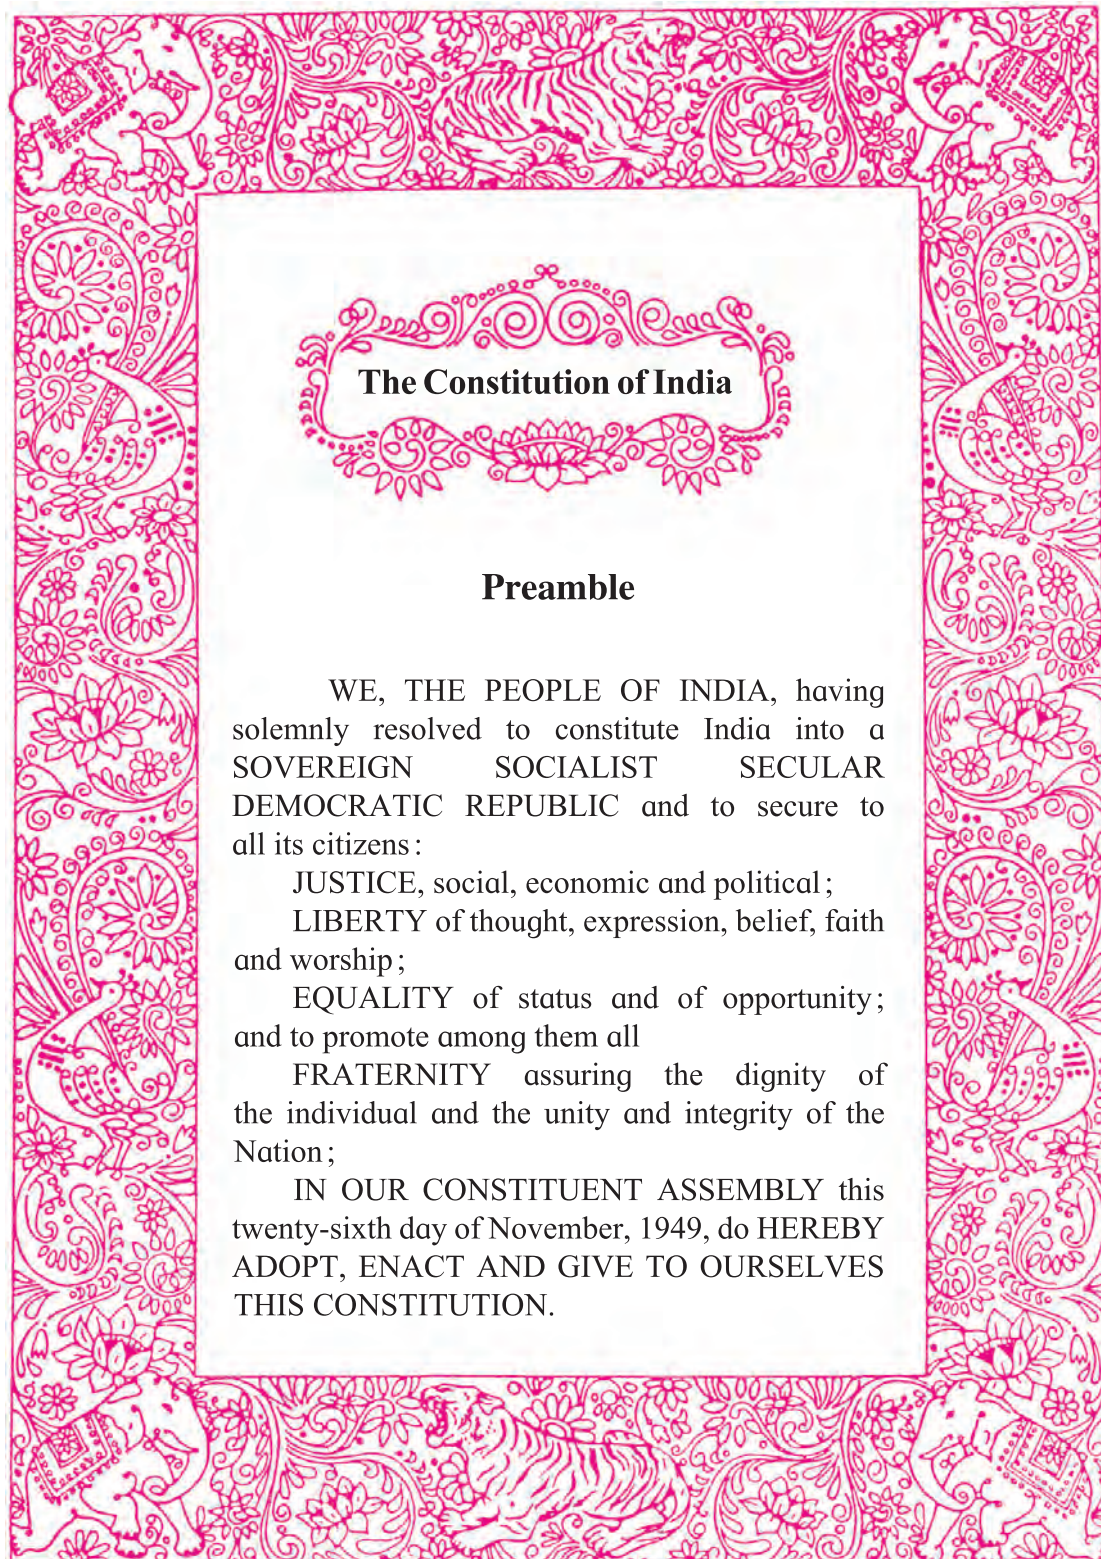 The Constitution of India
Preamble
WE, THE PEOPLE OF INDIA, having
solemnly resolved to constitute India into a
SOVEREIGN SOCIALIST SECULAR
DEMOCRATIC REPUBLIC and to secure to
all its citizens :
JUSTICE, social, economic and political ;
LIBERTY of thought, expression, belief, faith
and worship ;
EQUALITY of status and of opportunity ;
and to promote among them all
FRATERNITY assuring the dignity of
the individual and the unity and integrity of the
Nation ;
IN OUR CONSTITUENT ASSEMBLY this
twenty-sixth day of November, 1949, do HEREBY
ADOPT, ENACT AND GIVE TO OURSELVES
THIS CONSTITUTION.